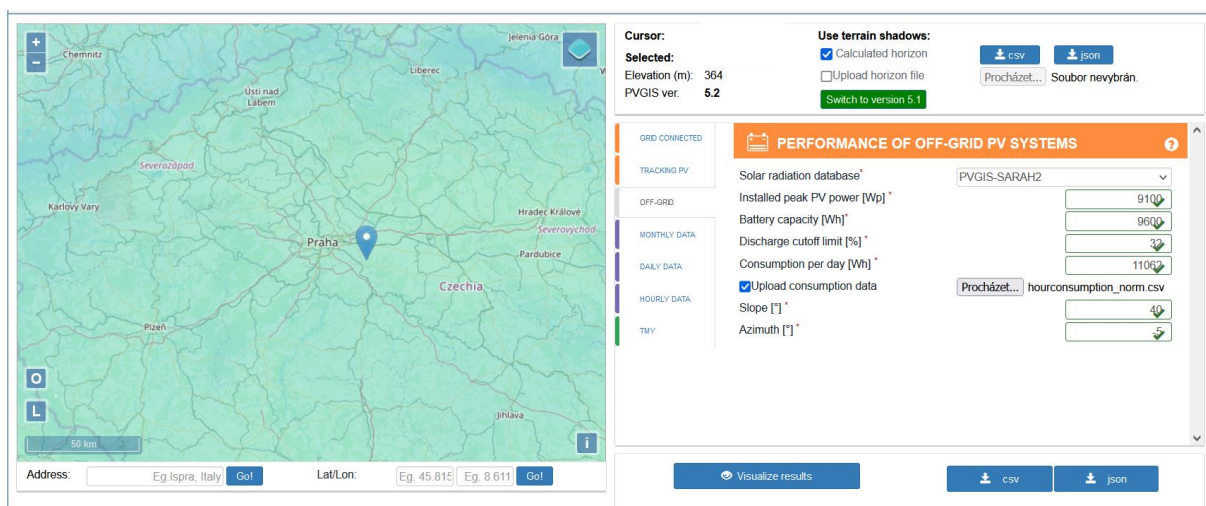 +
−
Chemnitz
Jelenia Góra
Liberec
Ústí nad
Labem
Severozápad
Karlovy Vary
Hradec Králové
Severovýchod
Praha
Pardubice
Czechia
Plzeň
Jihlava
O
L
50 km
i
Address:
Eg.Ispra, Italy
Go!
Lat/Lon:
Eg. 45.815
Eg. 8.611
Go!
Cursor:
Selected:
Elevation (m): 364
PVGIS ver. 5.2
Use terrain shadows:
Calculated horizon
Upload horizon file
Switch to version 5.1
csv
json
Procházet... Soubor nevybrán.
GRID CONNECTED
TRACKING PV
OFF-GRID
MONTHLY DATA
DAILY DATA
HOURLY DATA
TMY
PERFORMANCE OF OFF-GRID PV SYSTEMS
?
Solar radiation database* PVGIS-SARAH2
Installed peak PV power [Wp] * 9100
Battery capacity [Wh]* 9600
Discharge cutoff limit [%] * 32
Consumption per day [Wh] * 11062
Upload consumption data Procházet... hourconsumption_norm.csv
Slope [°] * 40
Azimuth [°] * -5
Visualize results
csv
json